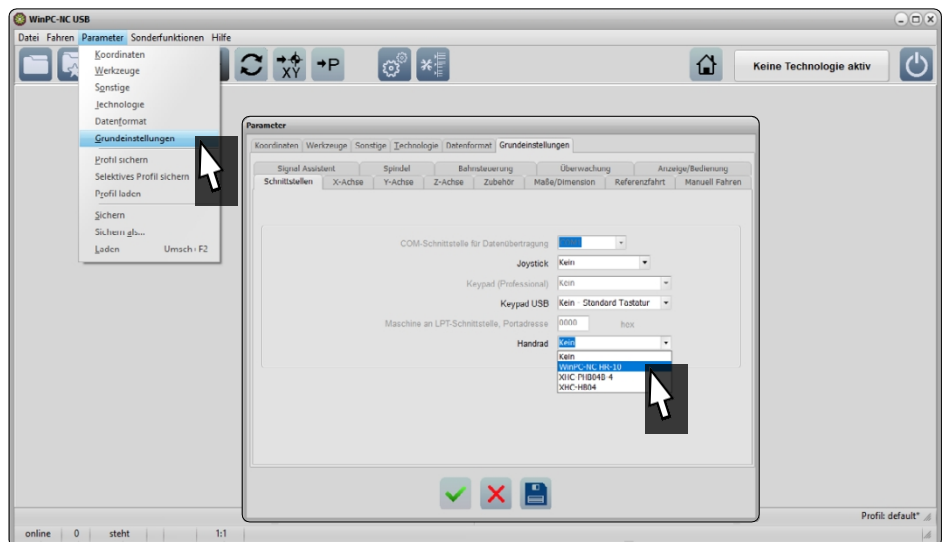 WinPC-NC USB
Datei Fahren Parameter Sonderfunktionen Hilfe
Koordinaten
Werkzeuge
Sonstige
Technologie
Datenformat
Grundeinstellungen
Profil sichern
Selektives Profil sichern
Profil laden
Sichern
Sichern als...
Laden Umsch+F2
XY
P
Keine Technologie aktiv
Parameter
Koordinaten Werkzeuge Sonstige Technologie Datenformat Grundeinstellungen
Signal Assistent Spindel Bahnsteuerung Überwachung Anzeige/Bedienung
Schnittstellen X-Achse Y-Achse Z-Achse Zubehör Maße/Dimension Referenzfahrt Manuell Fahren
COM-Schnittstelle für Datenübertragung
Joystick Kein
Keypad (Professional) Kein
Keypad USB Kein - Standard Tastatur
Maschine an LPT-Schnittstelle, Portadresse 0000 hex
Handrad Kein
Kein
WinPC-NC HR-10
XHC PHB04B-4
XHC-HB04
Profil: default*
online 0 steht 1:1